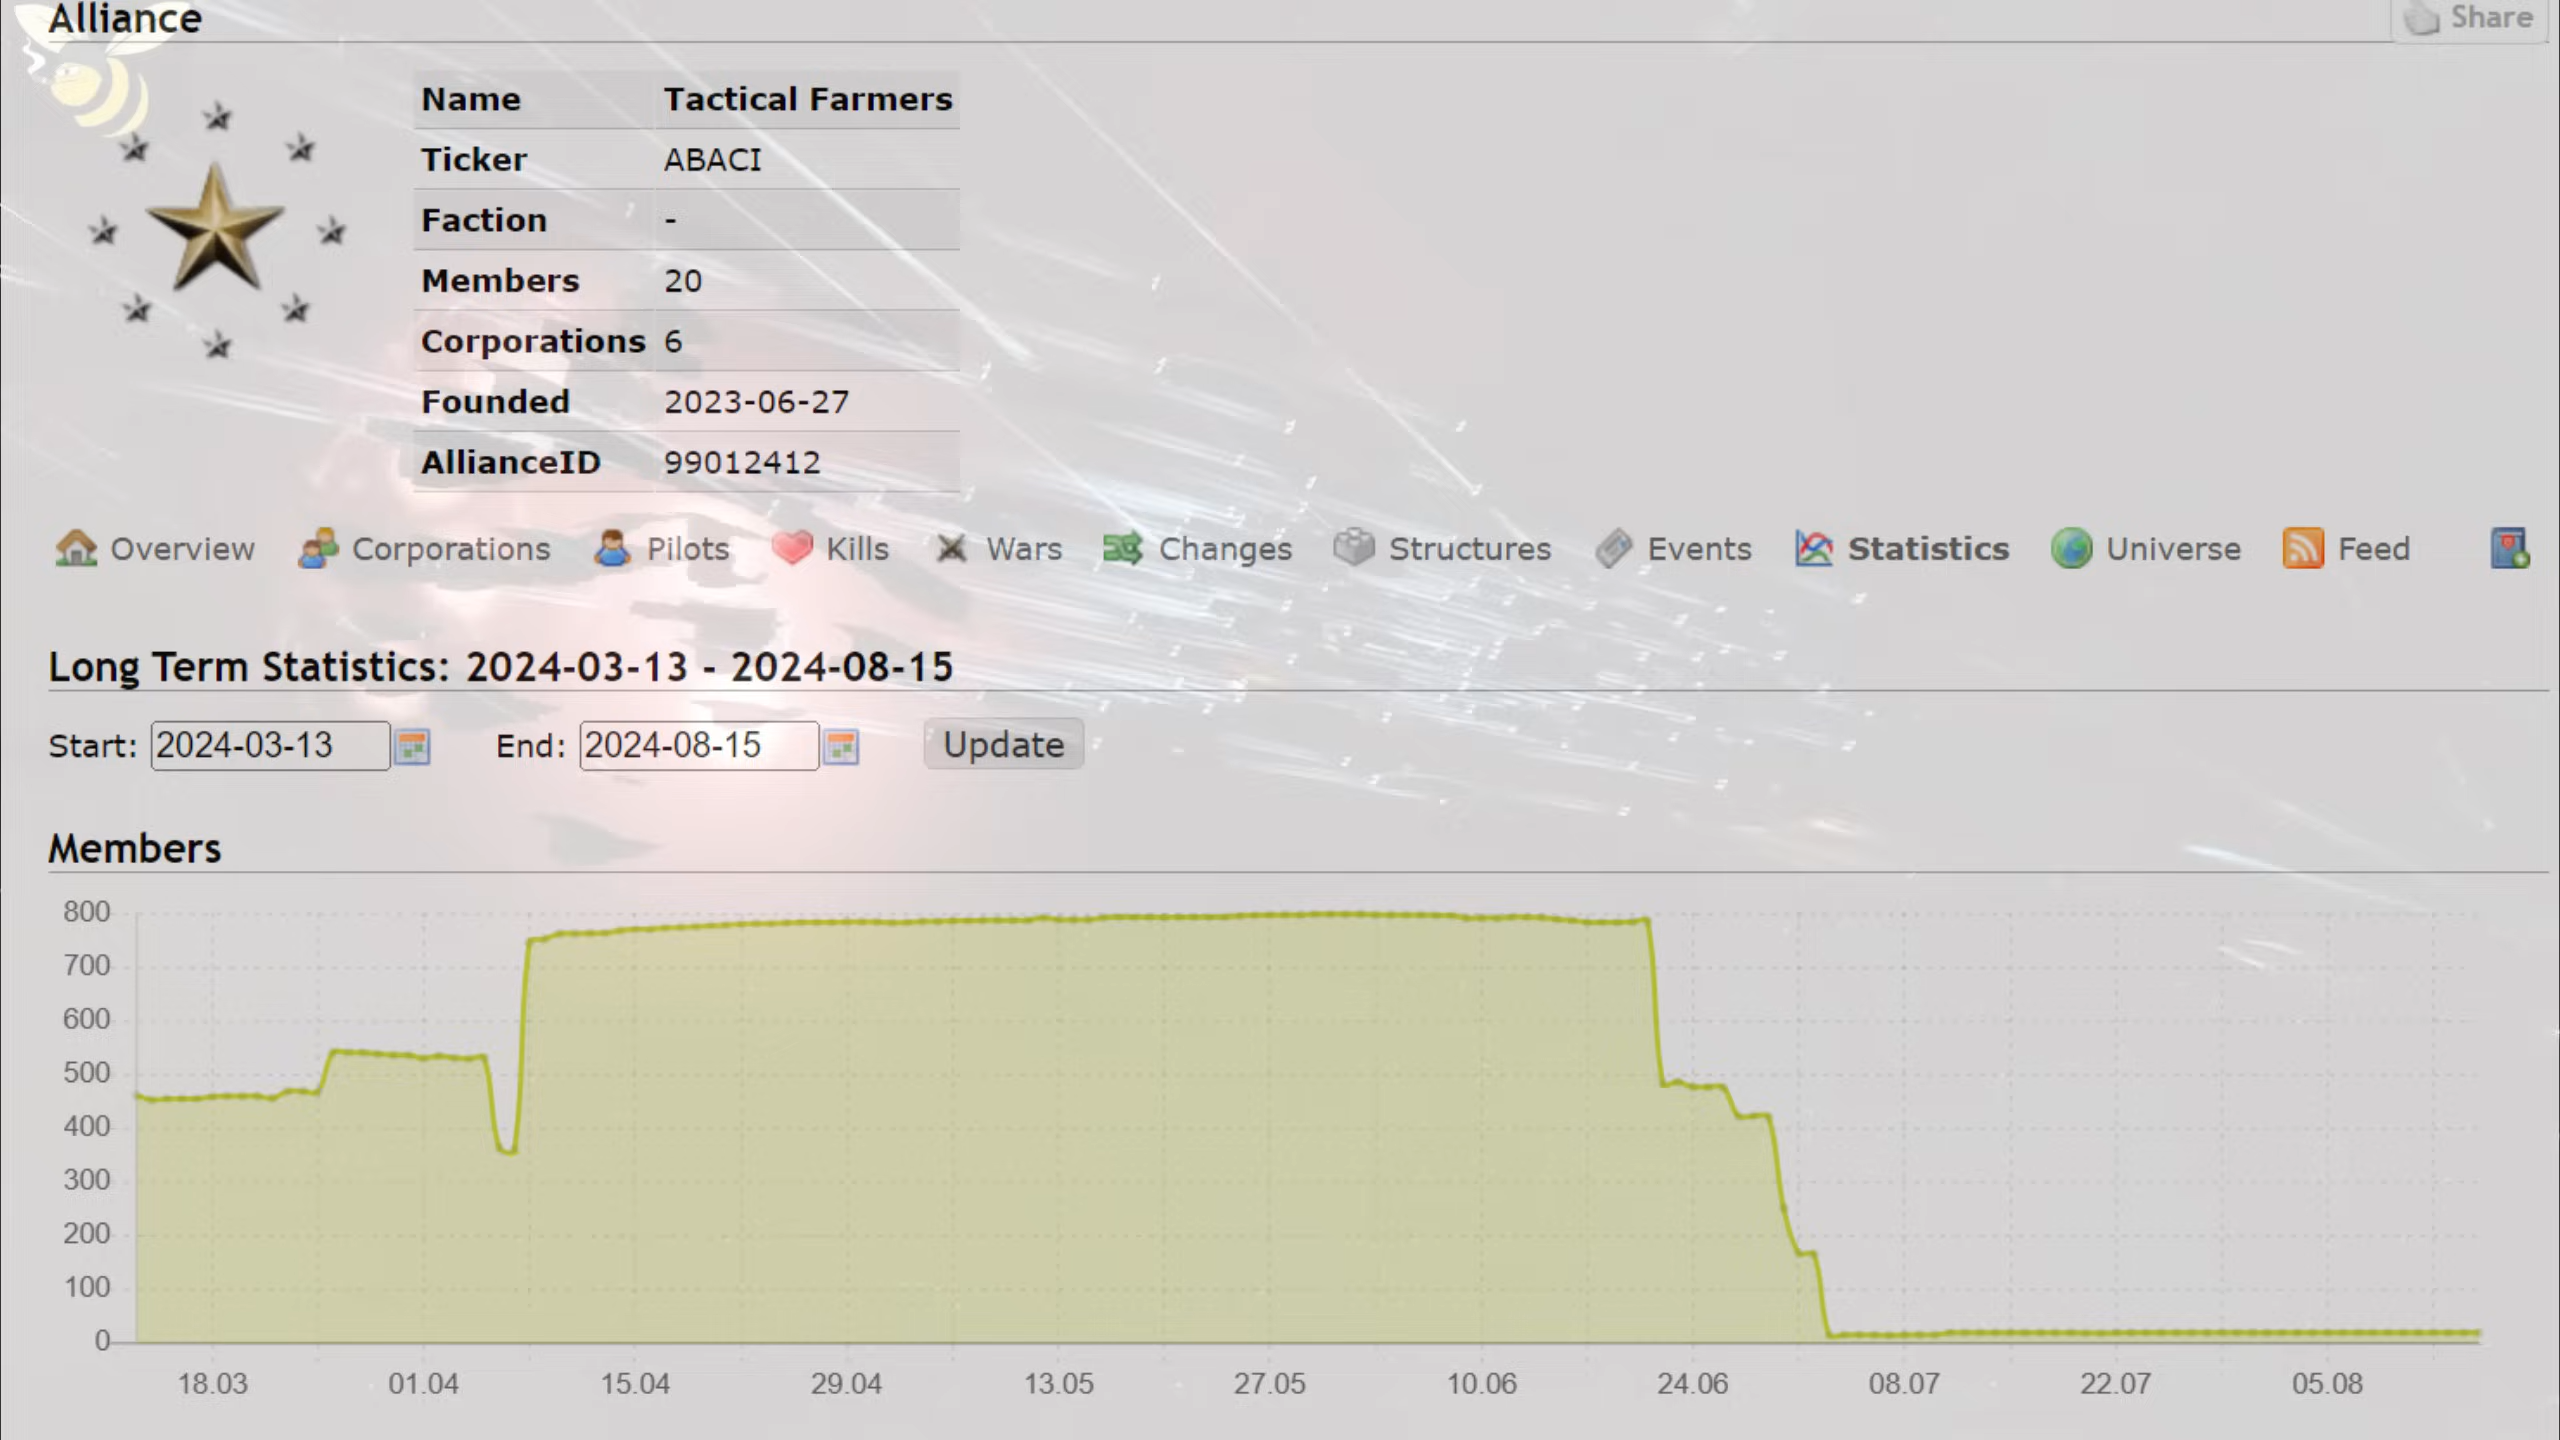 Alliance
Share
Name Tactical Farmers
Ticker ABACI
Faction -
Members 20
Corporations 6
Founded 2023-06-27
AllianceID 99012412
Overview Corporations Pilots Kills Wars Changes Structures Events Statistics Universe Feed
Long Term Statistics: 2024-03-13 - 2024-08-15
Start: 2024-03-13 End: 2024-08-15 Update
Members
800
700
600
500
400
300
200
100
0
18.03 01.04 15.04 29.04 13.05 27.05 10.06 24.06 08.07 22.07 05.08